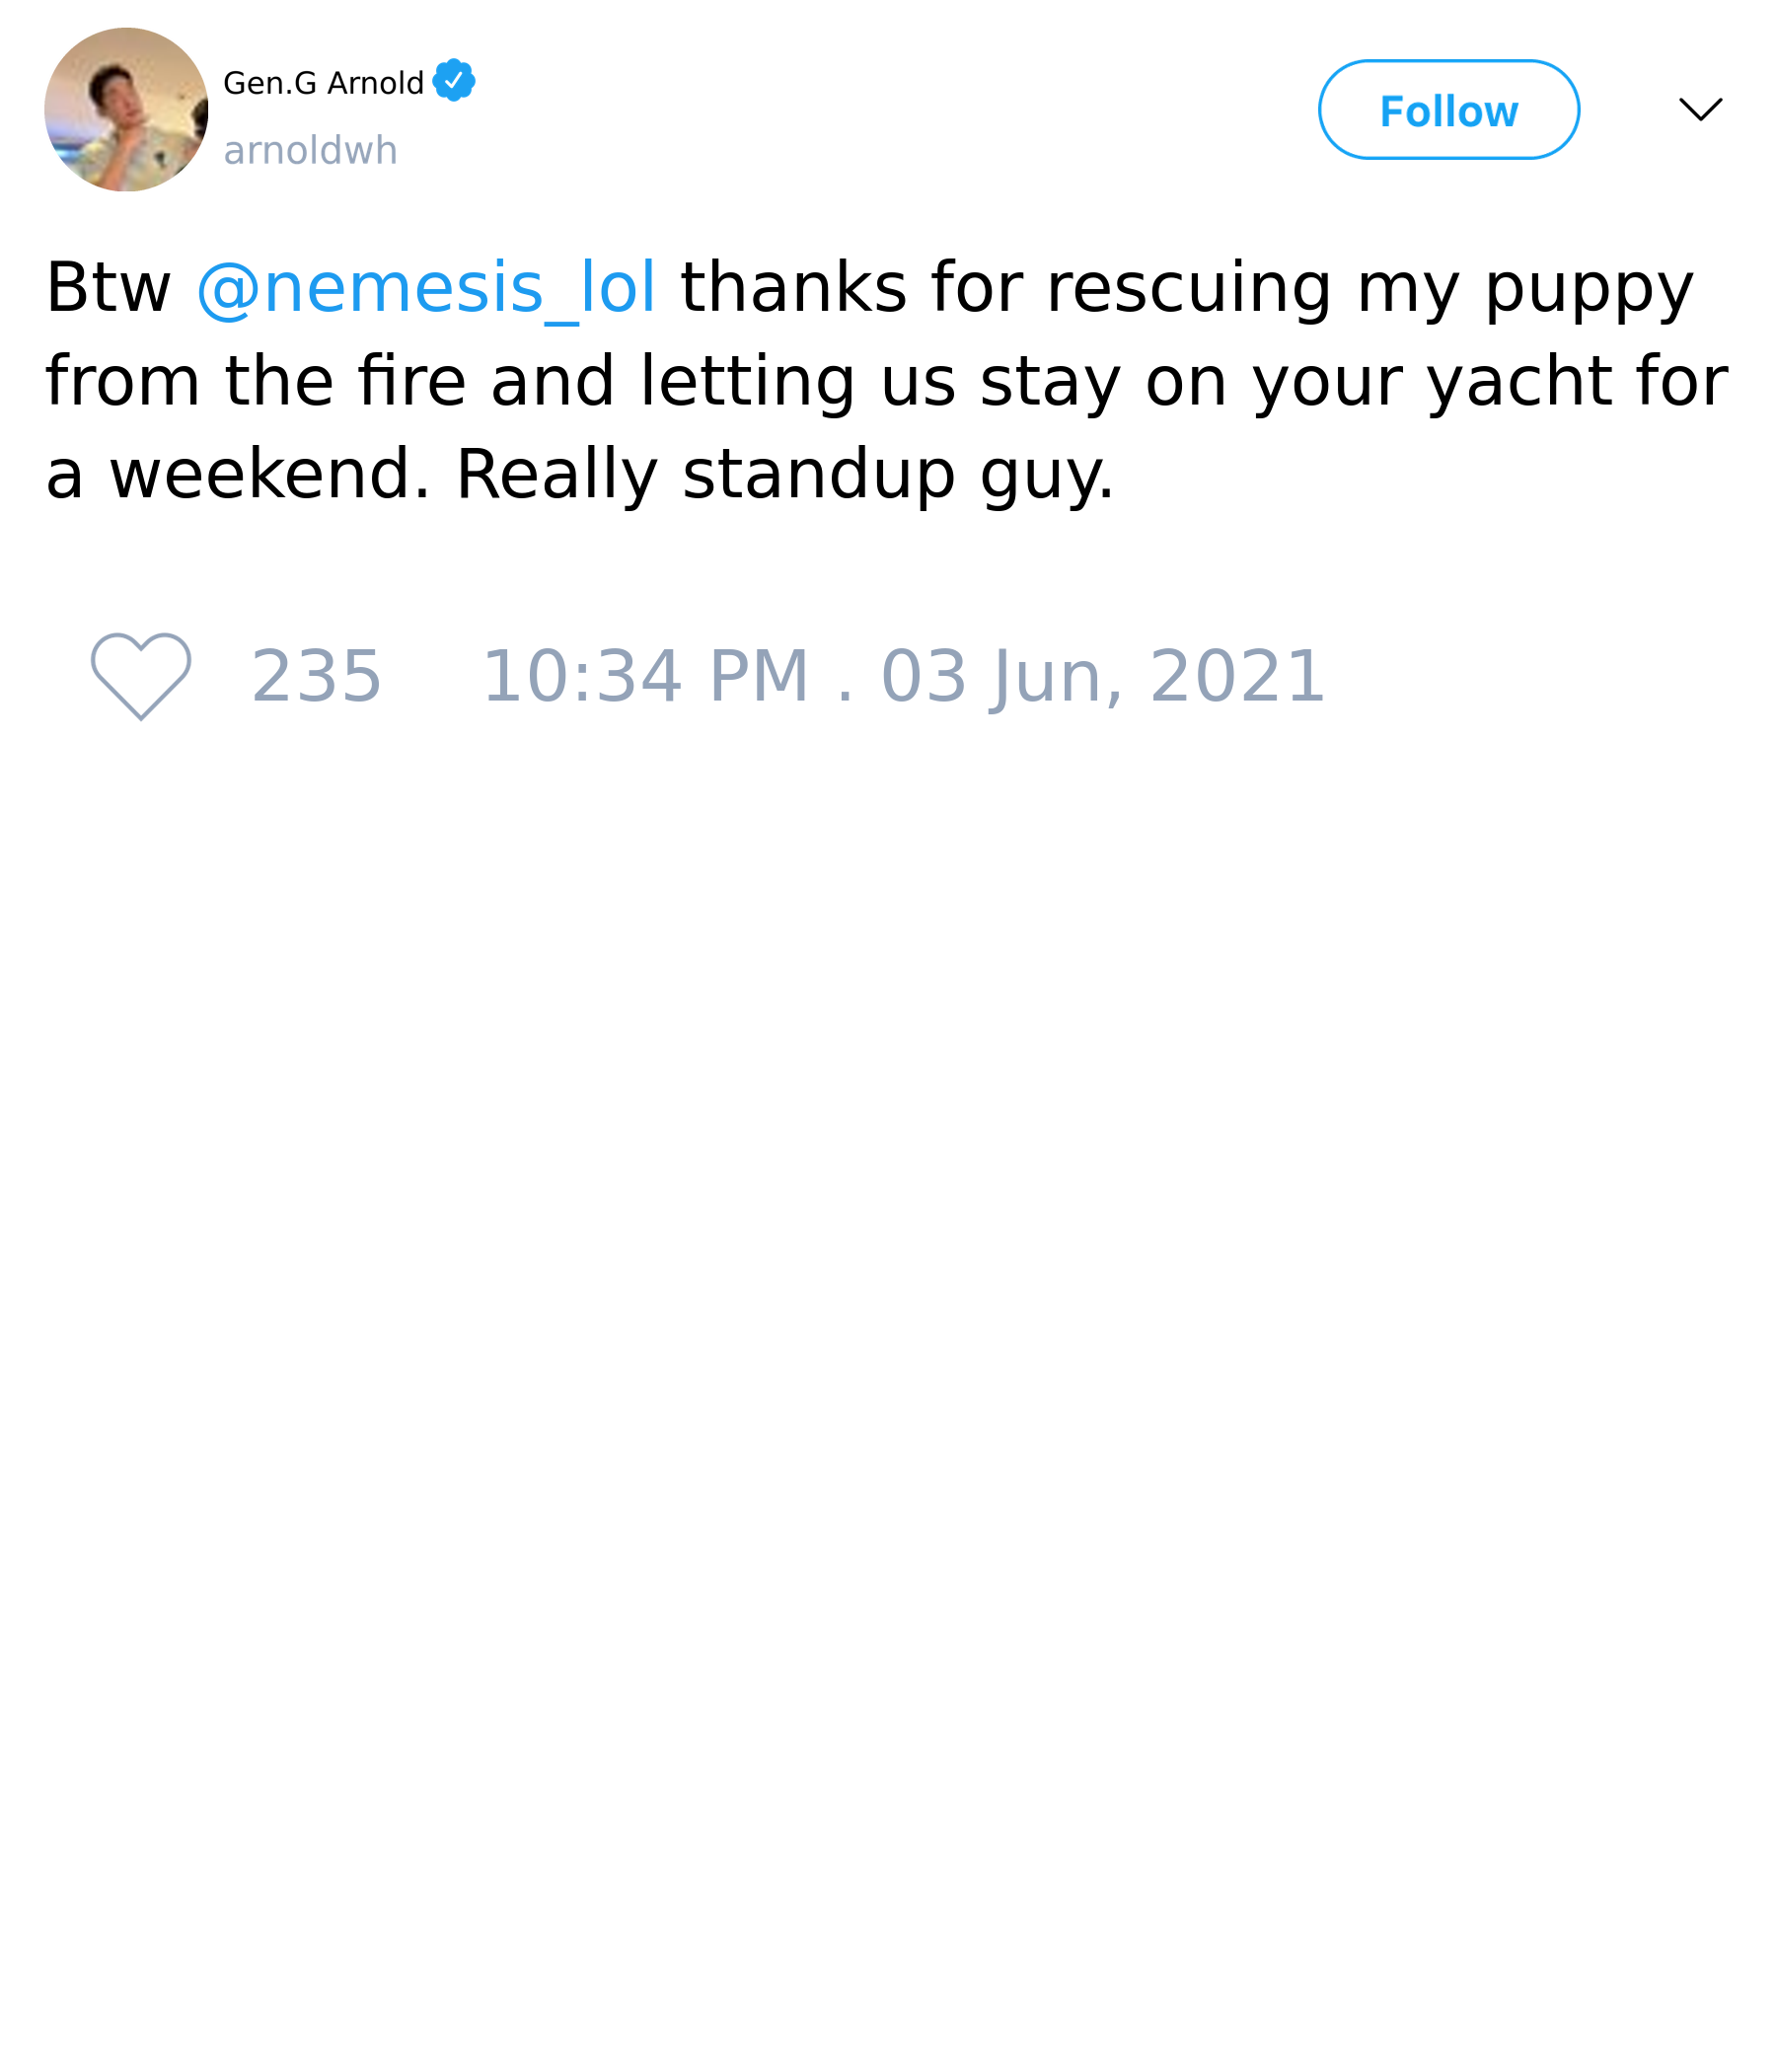 Gen.G Arnold
arnoldwh
Follow
Btw @nemesis_lol thanks for rescuing my puppy
from the fire and letting us stay on your yacht for
a weekend. Really standup guy.
235 10:34 PM . 03 Jun, 2021